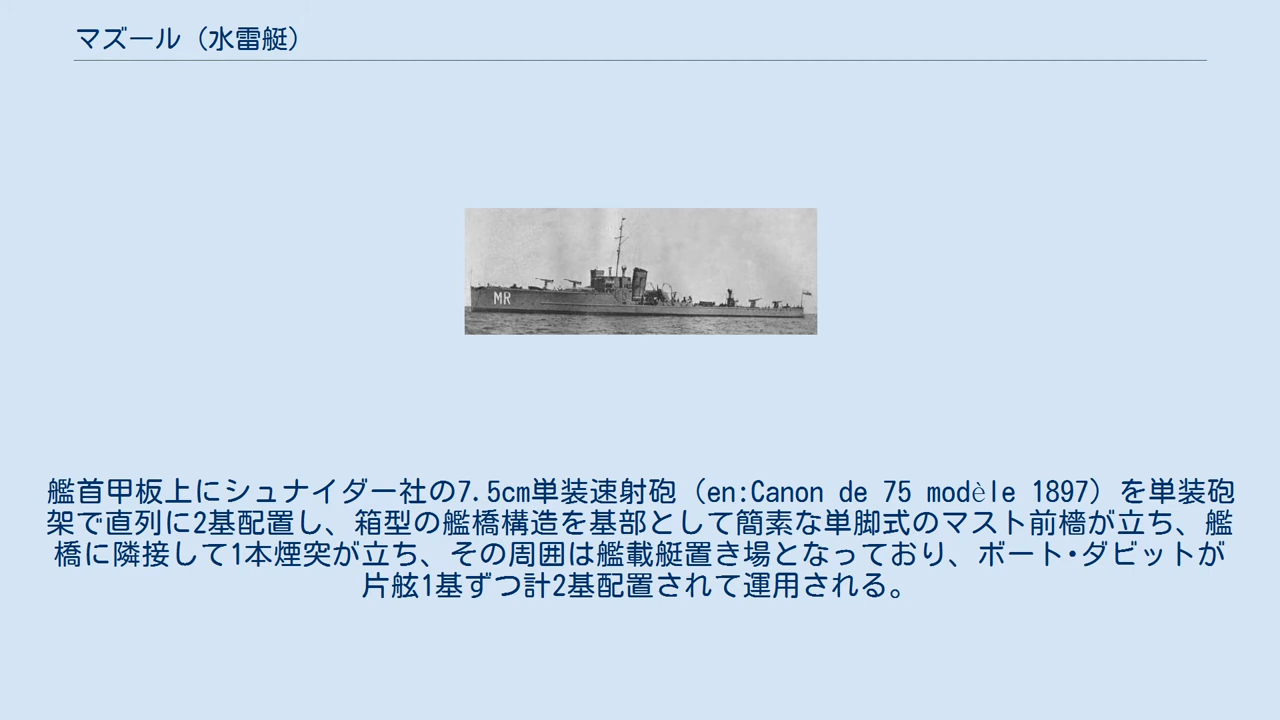 マズール（水雷艇）
MR
艦首甲板上にシュナイダー社の7.5cm単装速射砲（en:Canon de 75 modèle 1897）を単装砲
架で直列に2基配置し、箱型の艦橋構造を基部として簡素な単脚式のマスト前檣が立ち、艦
橋に隣接して1本煙突が立ち、その周囲は艦載艇置き場となっており、ボート・ダビットが
片舷1基ずつ計2基配置されて運用される。